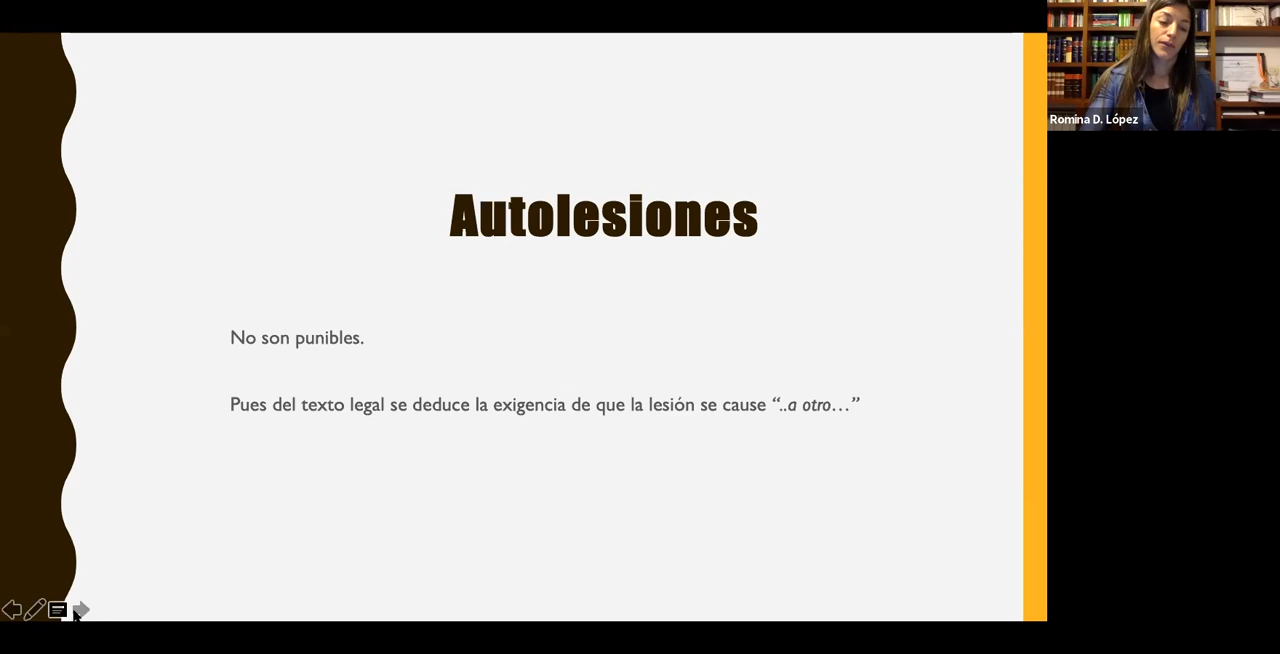 Autolesiones
No son punibles.
Pues del texto legal se deduce la exigencia de que la lesión se cause “..a otro…”
Romina D. López